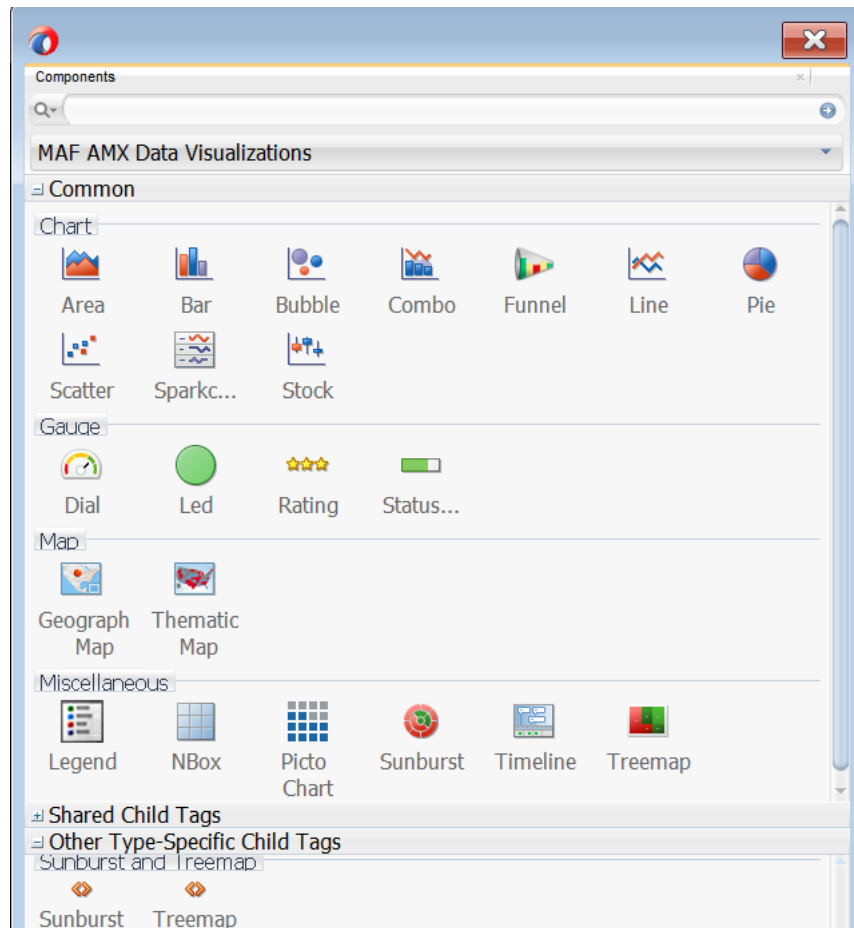 Components
MAF AMX Data Visualizations
Common
Chart
Area Bar Bubble Combo Funnel Line Pie
Scatter Sparkc... Stock
Gauge
Dial Led Rating Status...
Map
Geograph Thematic
Map Map
Miscellaneous
Legend NBox Picto Sunburst Timeline Treemap
Chart
Shared Child Tags
Other Type-Specific Child Tags
Sunburst and Treemap
Sunburst Treemap